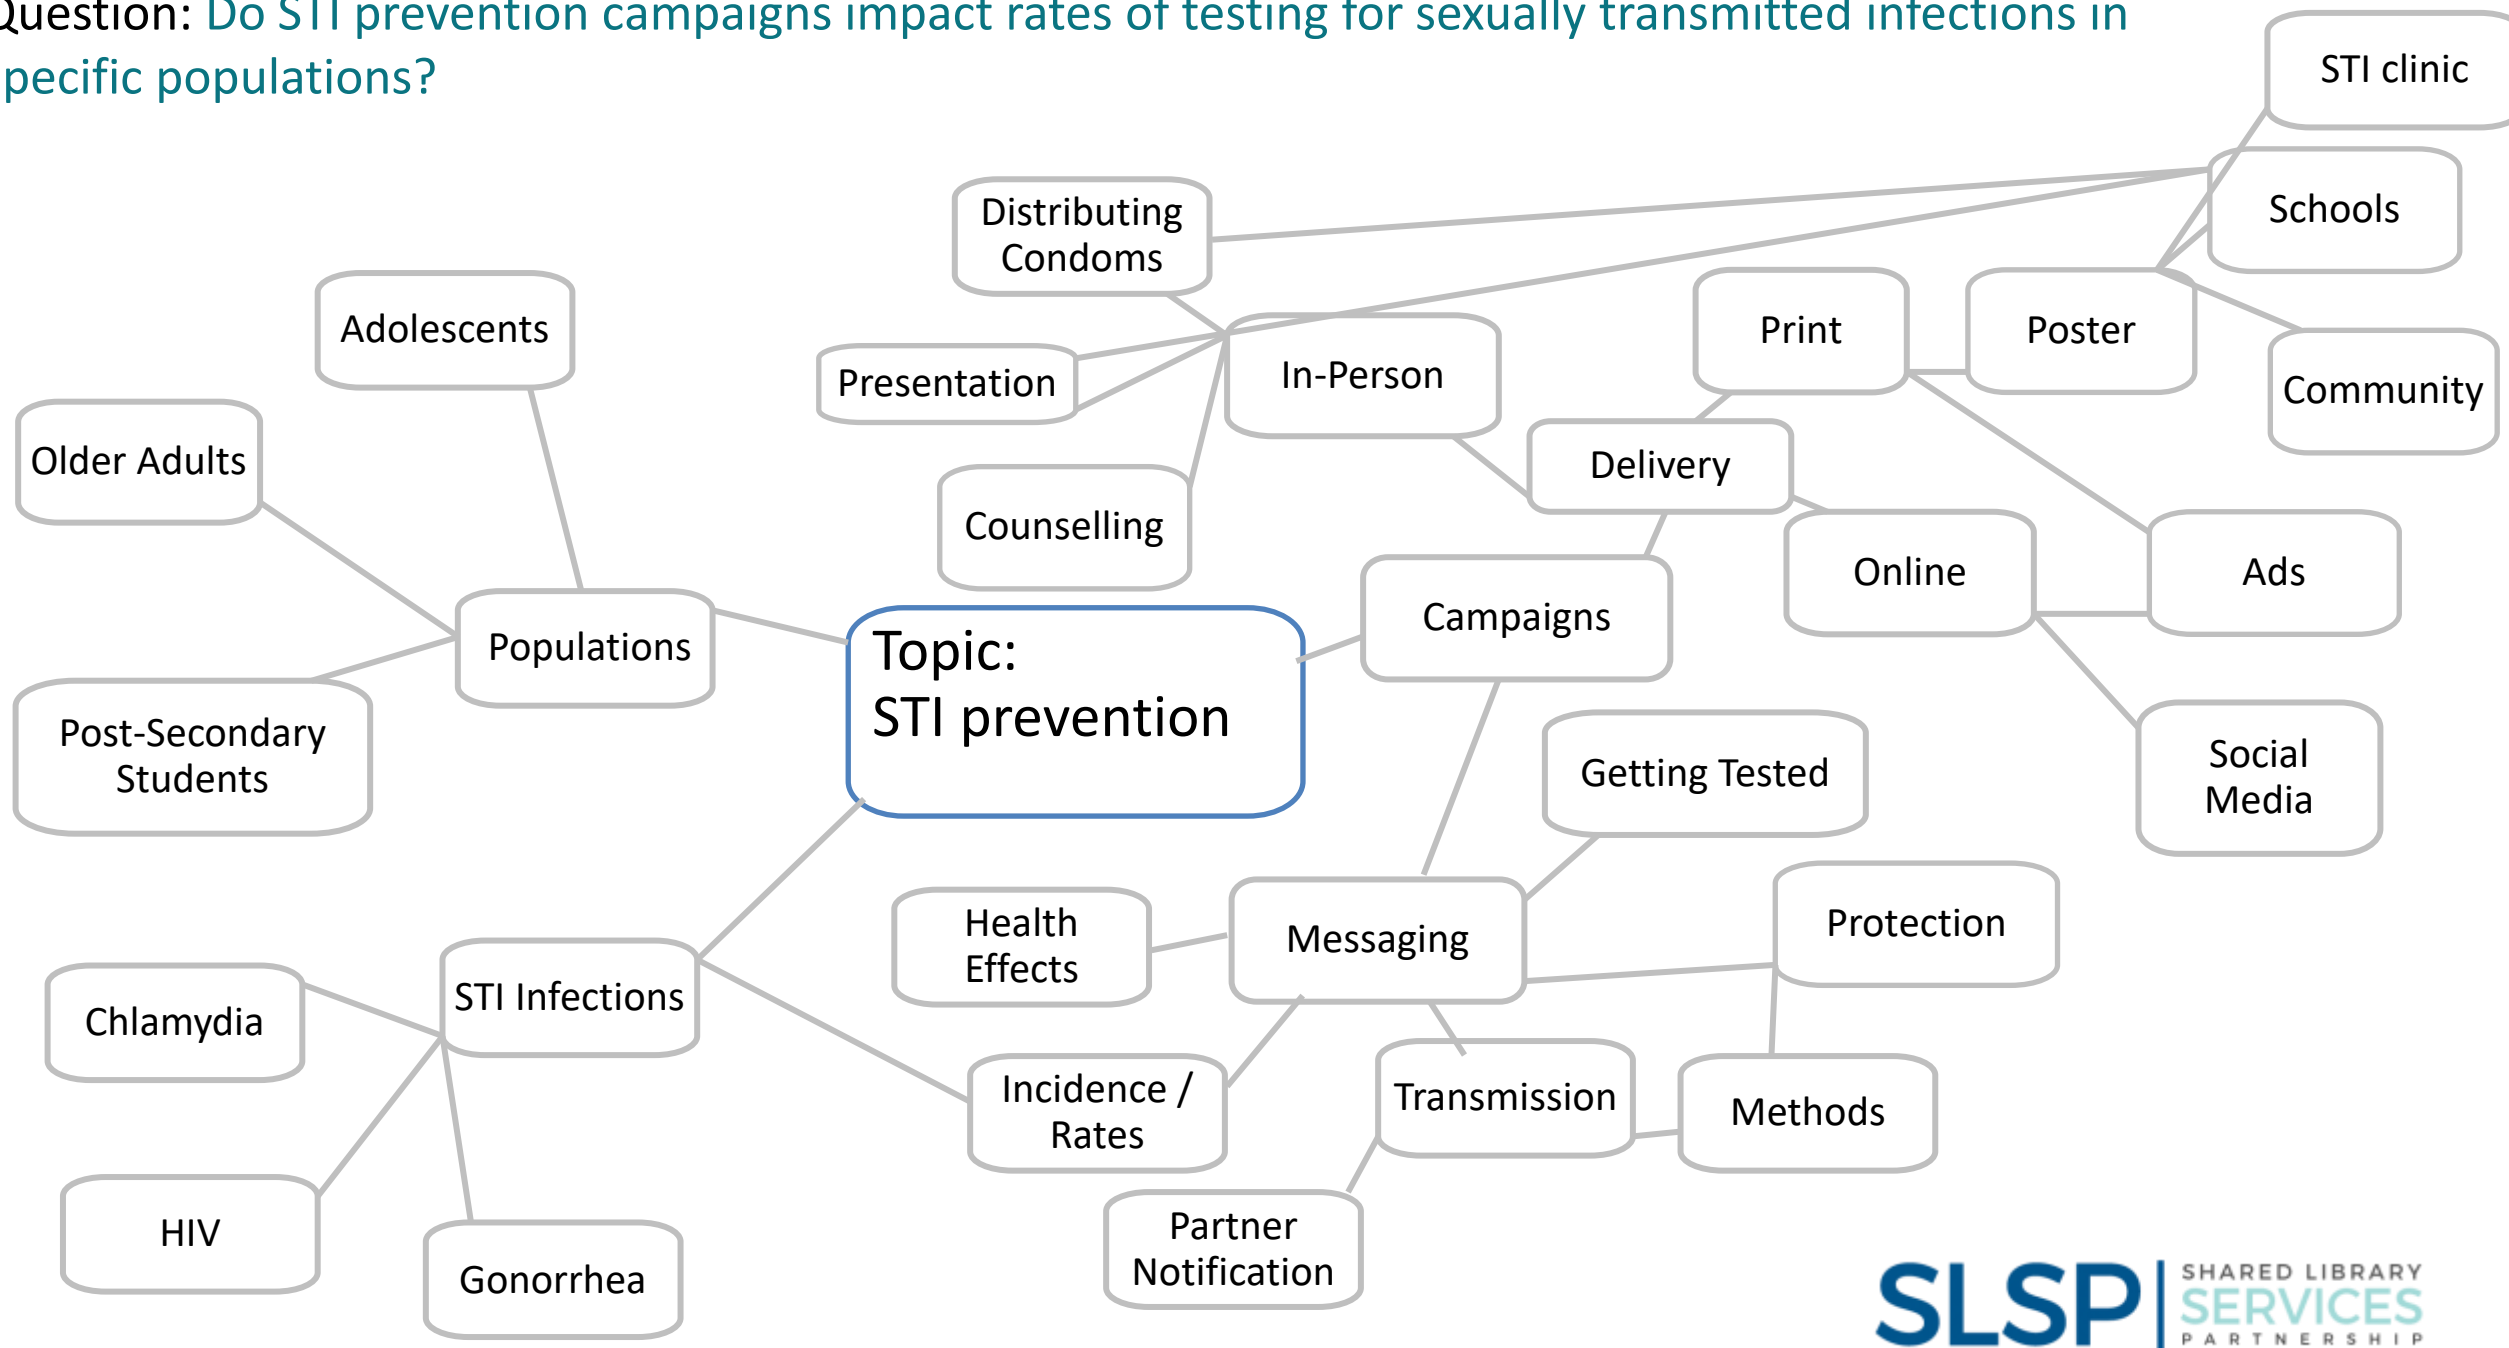 Question: Do STI prevention campaigns impact rates of testing for sexually transmitted infections in
pecific populations?
STI clinic
Schools
Distributing
Condoms
Adolescents
Print
Poster
In-Person
Presentation
Community
Older Adults
Delivery
Counselling
Online
Ads
Campaigns
Populations
Topic:
STI prevention
Post-Secondary
Students
Getting Tested
Social
Media
Health
Effects
Messaging
Protection
STI Infections
Chlamydia
Incidence /
Rates
Transmission
Methods
HIV
Partner
Notification
Gonorrhea
SLSP
SHARED LIBRARY
SERVICES
PARTNERSHIP